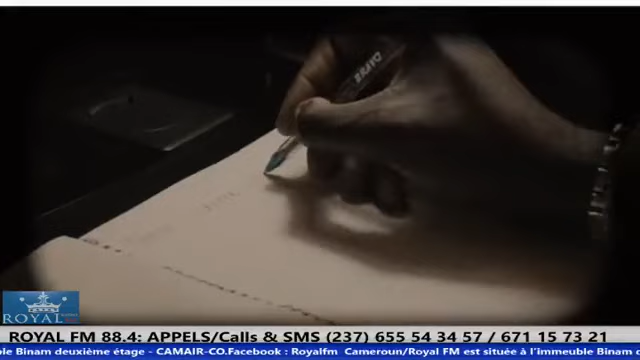 ROYAL
ROYAL FM 88.4: APPELS/Calls & SMS (237) 655 54 34 57 / 671 15 73 21
ble Binam deuxième étage - CAMAIR-CO.Facebook : Royalfm Cameroun/Royal FM est située à l'immeuble Binam